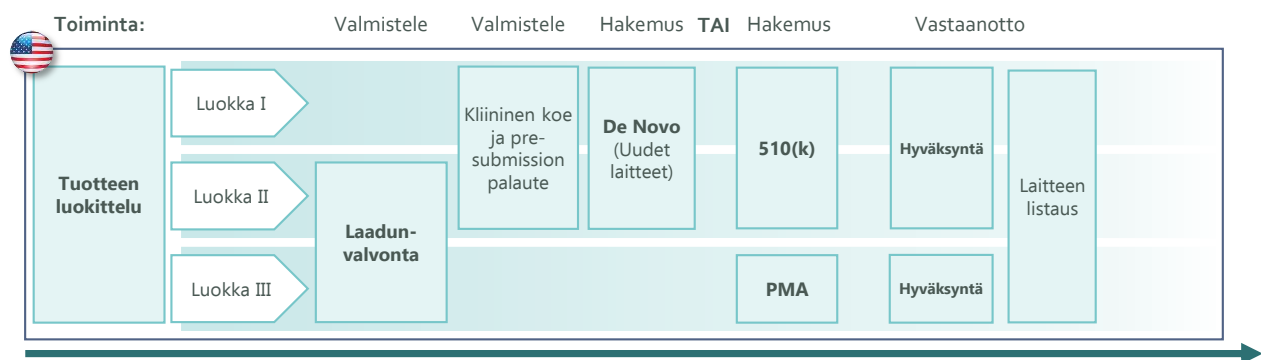 Toiminta: Valmistele Valmistele Hakemus TAI Hakemus Vastaanotto
Tuotteen
luokittelu
Luokka I
Luokka II
Luokka III
Laadun-
valvonta
Kliininen koe
ja pre-
submission
palaute
De Novo
(Uudet
laitteet)
510(k)
PMA
Hyväksyntä
Hyväksyntä
Laitteen
listaus